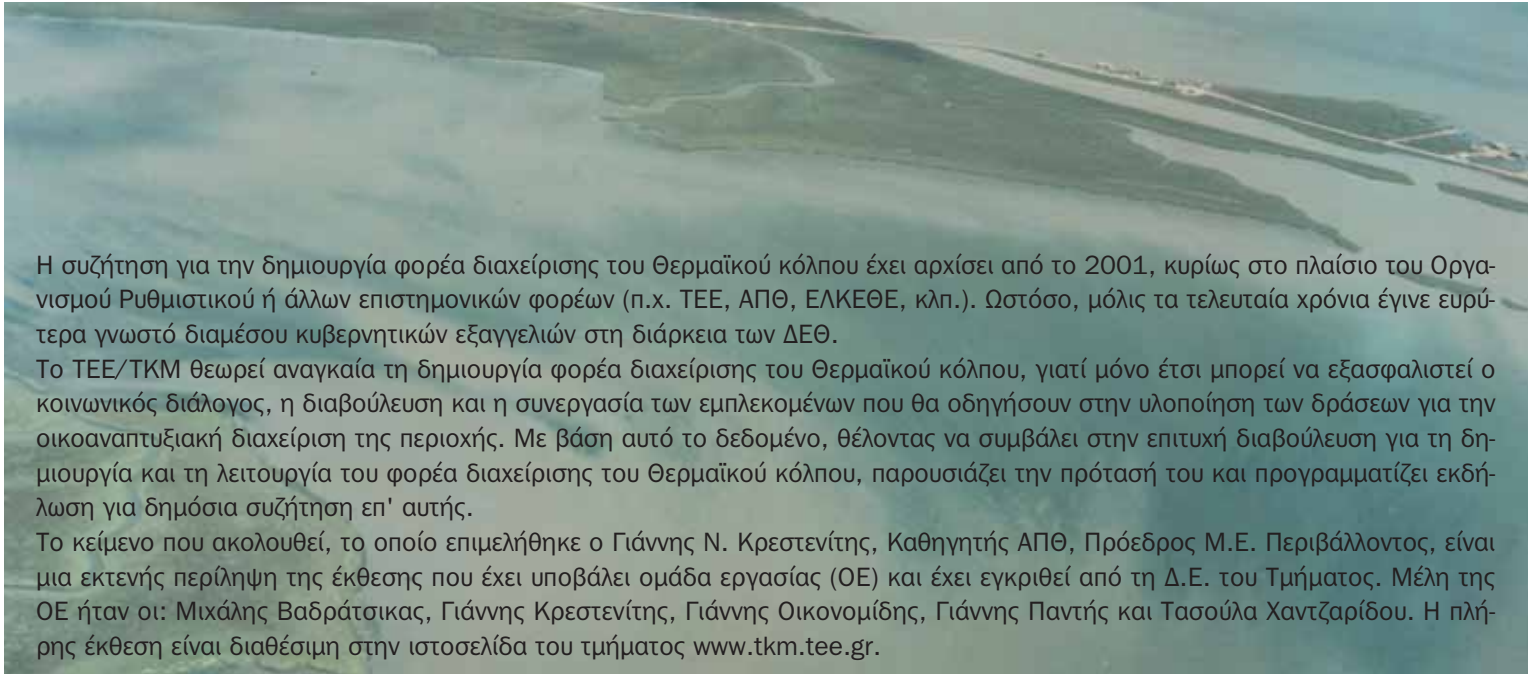 Η συζήτηση για την δημιουργία φορέα διαχείρισης του Θερμαϊκού κόλπου έχει αρχίσει από το 2001, κυρίως στο πλαίσιο του Οργα-
νισμού Ρυθμιστικού ή άλλων επιστημονικών φορέων (π.χ. ΤΕΕ, ΑΠΘ, ΕΛΚΕΘΕ, κλπ.). Ωστόσο, μόλις τα τελευταία χρόνια έγινε ευρύ-
τερα γνωστό διαμέσου κυβερνητικών εξαγγελιών στη διάρκεια των ΔΕΘ.
Το ΤΕΕ/ΤΚΜ θεωρεί αναγκαία τη δημιουργία φορέα διαχείρισης του Θερμαϊκού κόλπου, γιατί μόνο έτσι μπορεί να εξασφαλιστεί ο
κοινωνικός διάλογος, η διαβούλευση και η συνεργασία των εμπλεκομένων που θα οδηγήσουν στην υλοποίηση των δράσεων για την
οικοαναπτυξιακή διαχείριση της περιοχής. Με βάση αυτό το δεδομένο, θέλοντας να συμβάλει στην επιτυχή διαβούλευση για τη δη-
μιουργία και τη λειτουργία του φορέα διαχείρισης του Θερμαϊκού κόλπου, παρουσιάζει την πρότασή του και προγραμματίζει εκδή-
λωση για δημόσια συζήτηση επ' αυτής.
Το κείμενο που ακολουθεί, το οποίο επιμελήθηκε ο Γιάννης Ν. Κρεστενίτης, Καθηγητής ΑΠΘ, Πρόεδρος Μ.Ε. Περιβάλλοντος, είναι
μια εκτενής περίληψη της έκθεσης που έχει υποβάλει ομάδα εργασίας (ΟΕ) και έχει εγκριθεί από τη Δ.Ε. του Τμήματος. Μέλη της
ΟΕ ήταν οι: Μιχάλης Βαδράτσικας, Γιάννης Κρεστενίτης, Γιάννης Οικονομίδης, Γιάννης Παντής και Τασούλα Χαντζαρίδου. Η πλή-
ρης έκθεση είναι διαθέσιμη στην ιστοσελίδα του τμήματος www.tkm.tee.gr.